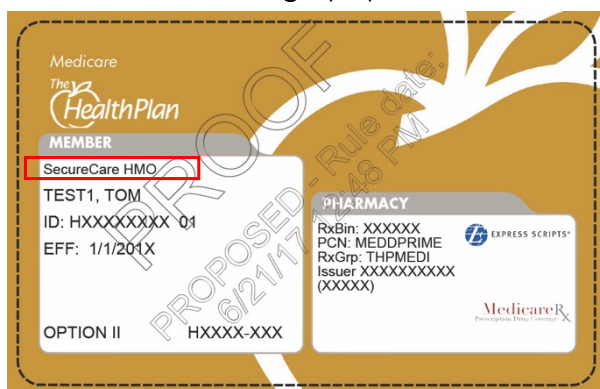 Medicare
The
HealthPlan
MEMBER
SecureCare HMO
TEST1, TOM
ID: HXXXXXXXX 01
EFF: 1/1/201X
OPTION II HXXXX-XXX
PHARMACY
RxBin: XXXXXX
PCN: MEDDPRIME
RxGrp: THPMEDI
Issuer XXXXXXXXXX
(XXXXX)
EXPRESS SCRIPTS®
MedicareRx
Prescription Drug Coverage
PROOF
PROPOSED - Rule date:
6/21/17 12:48 PM